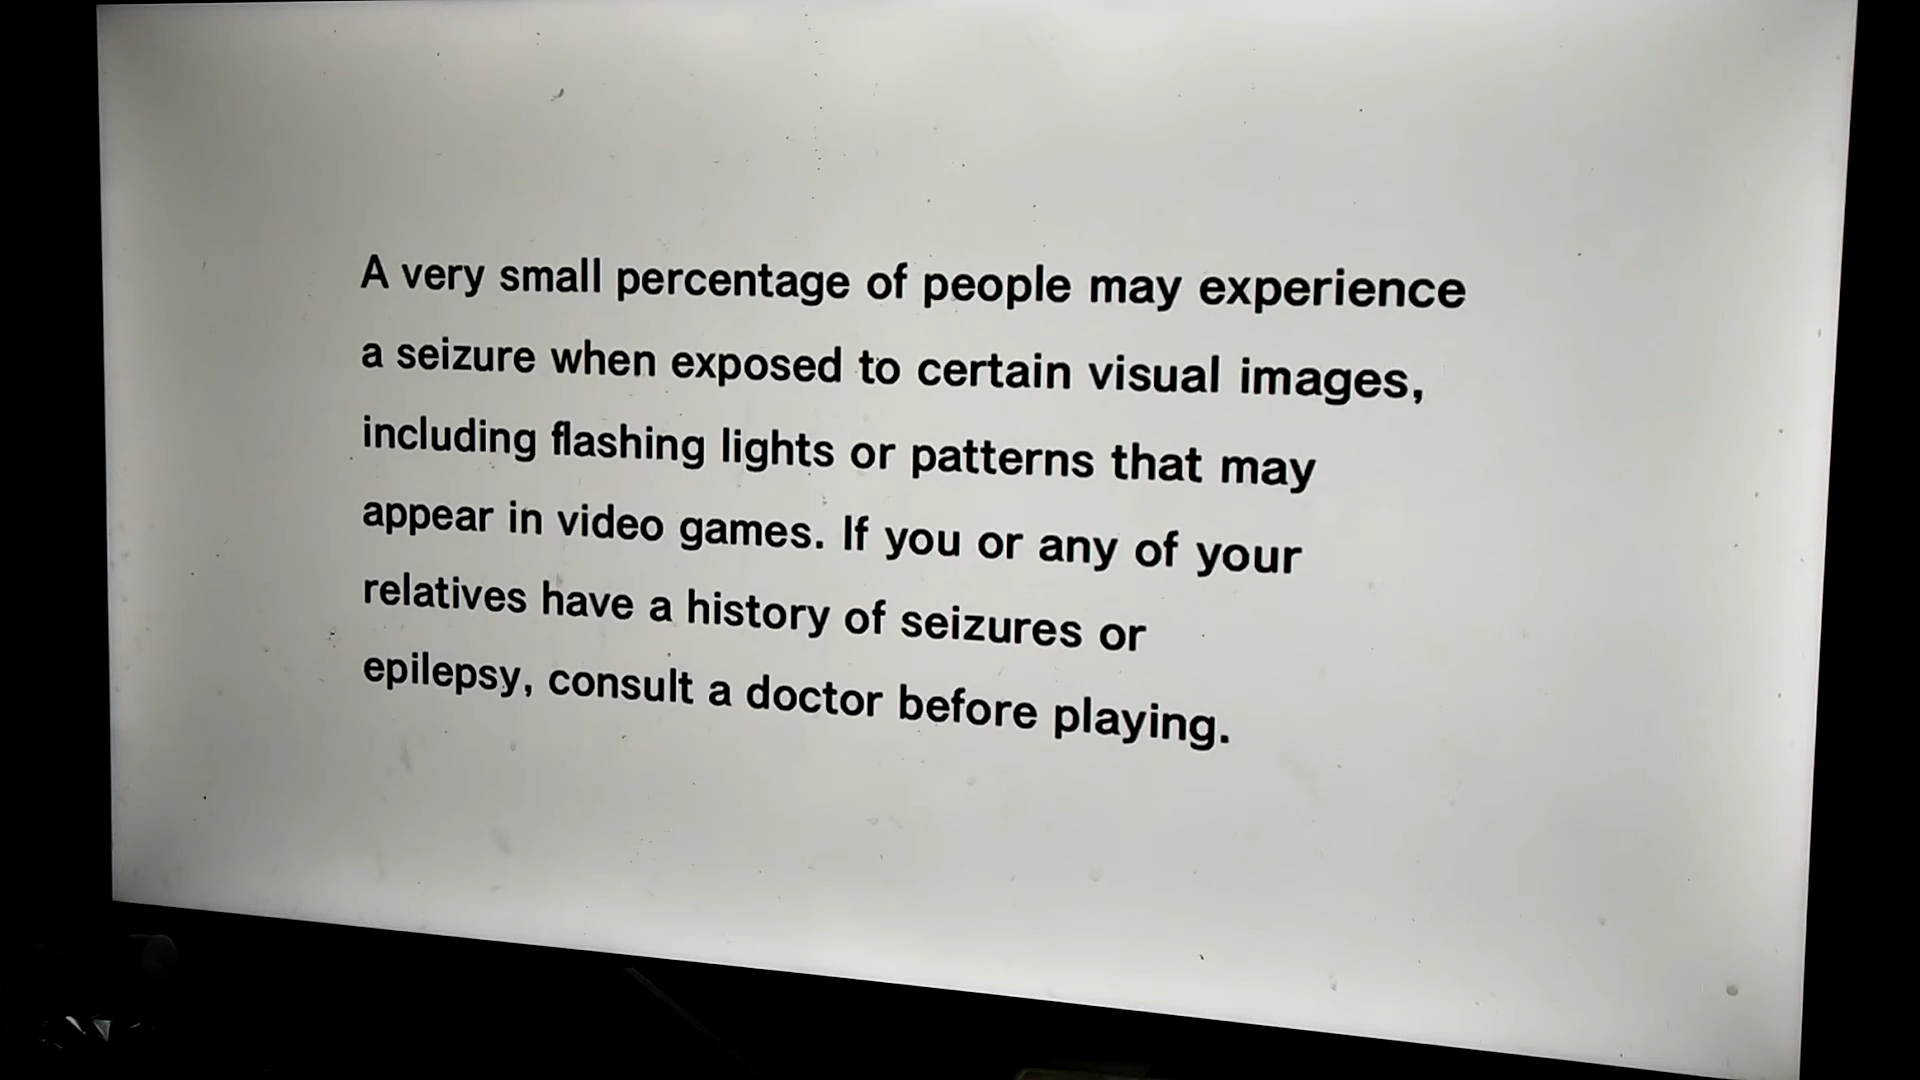 A very small percentage of people may experience
a seizure when exposed to certain visual images,
including flashing lights or patterns that may
appear in video games. If you or any of your
relatives have a history of seizures or
epilepsy, consult a doctor before playing.